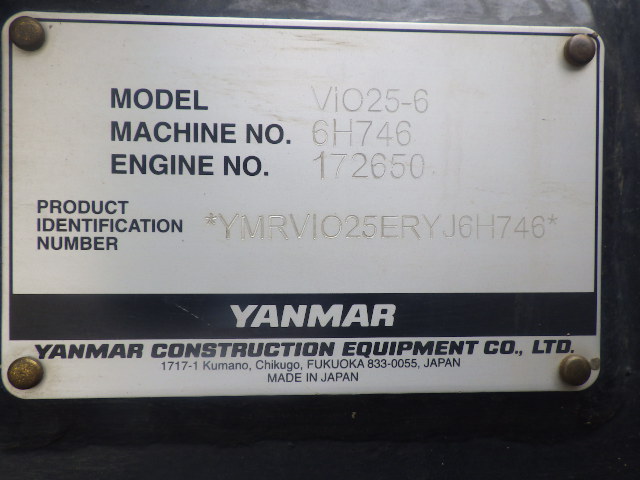 MODEL ViO25-6
MACHINE NO. 6H746
ENGINE NO. 172650
PRODUCT
IDENTIFICATION
NUMBER
*YMRVIO25ERYJ6H746*
YANMAR
YANMAR CONSTRUCTION EQUIPMENT CO., LTD.
1717-1 Kumano, Chikugo, FUKUOKA 833-0055, JAPAN
MADE IN JAPAN